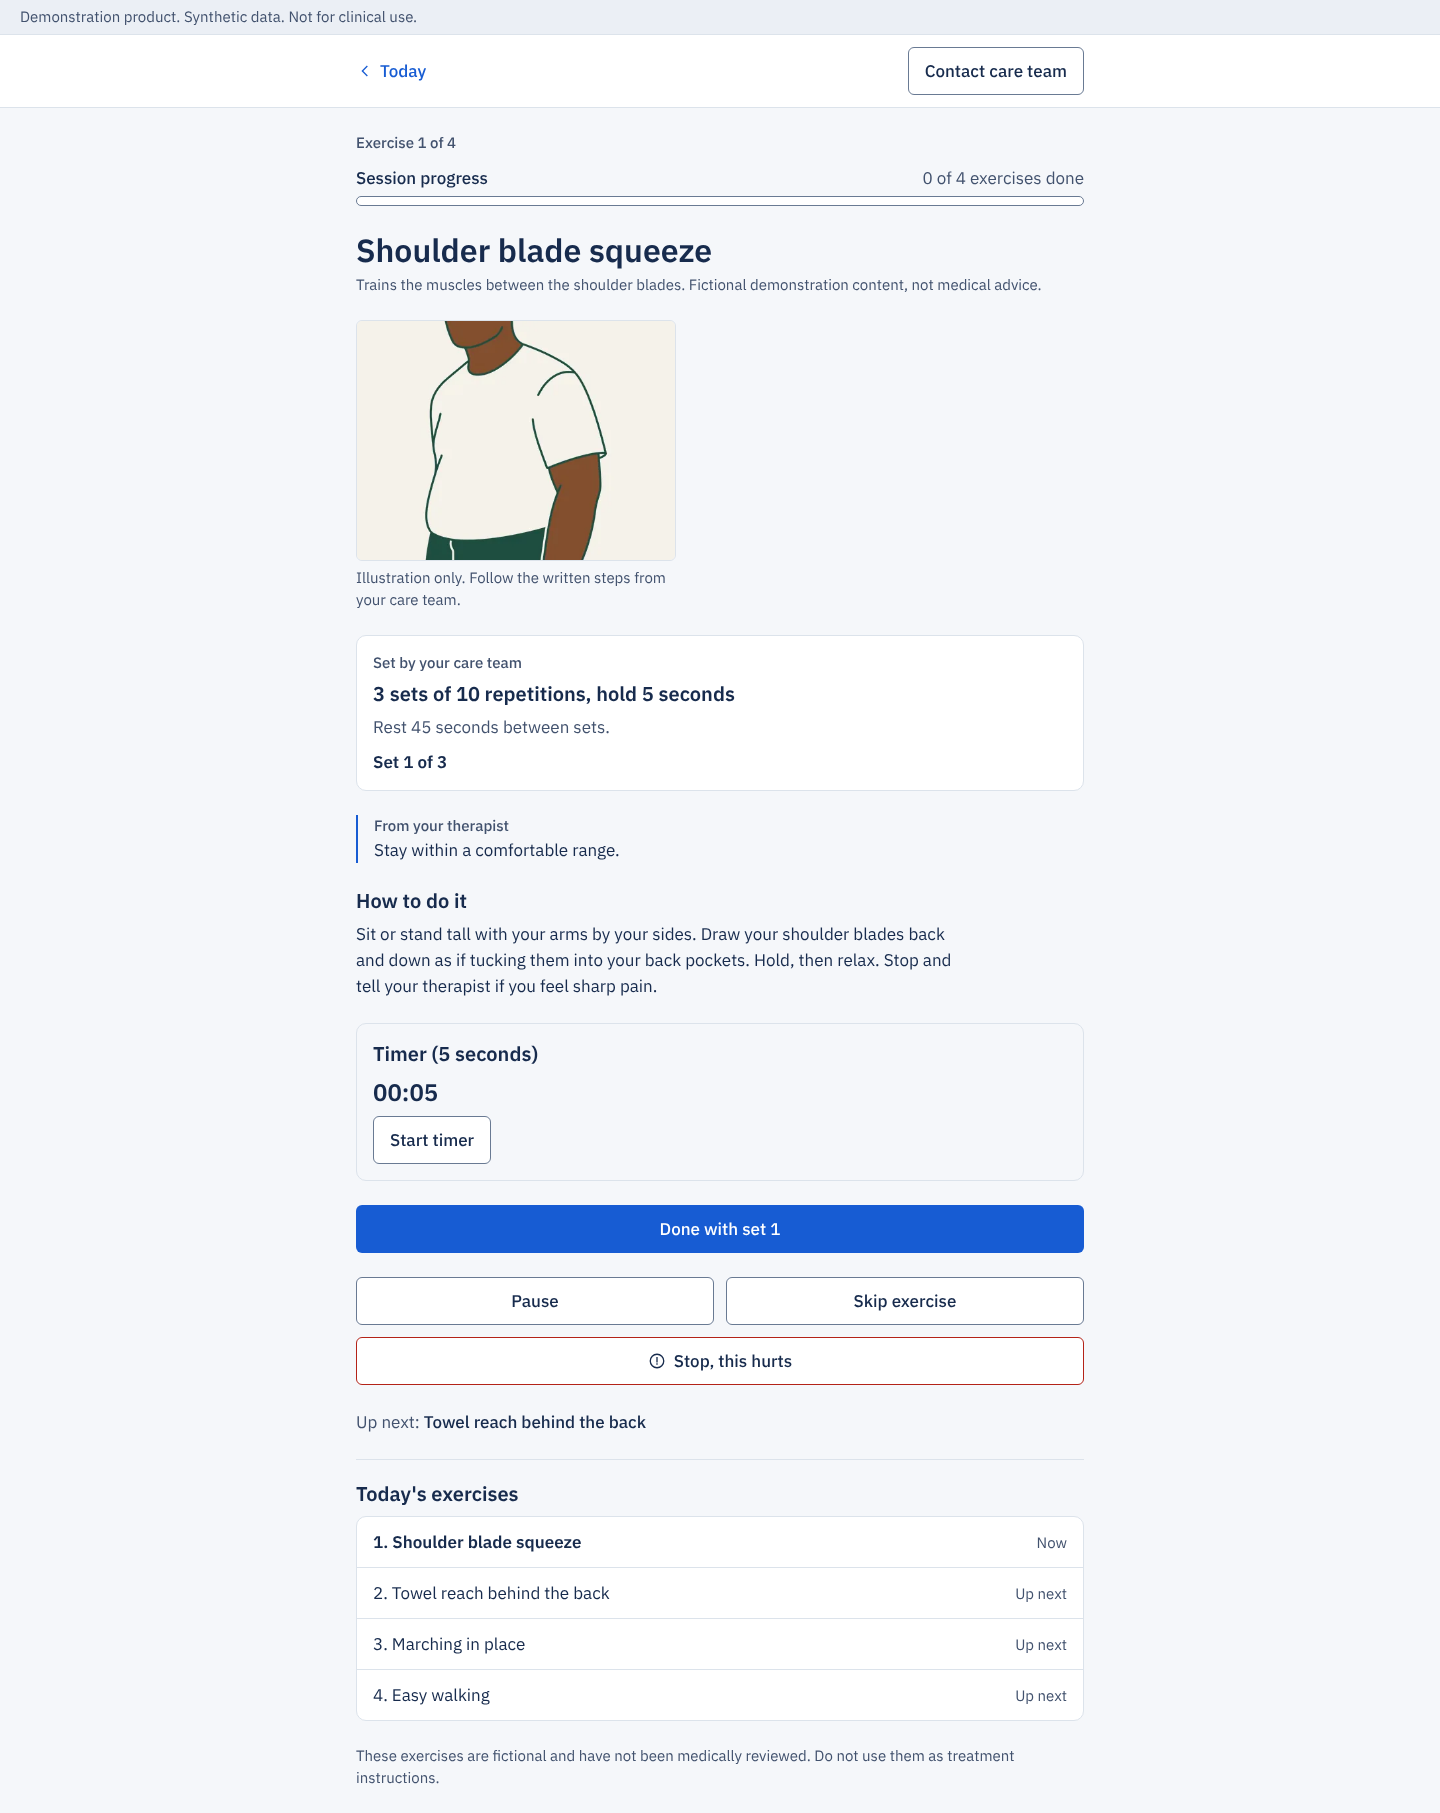 Demonstration product. Synthetic data. Not for clinical use.
Today
Contact care team
Exercise 1 of 4
Session progress
0 of 4 exercises done
Shoulder blade squeeze
Trains the muscles between the shoulder blades. Fictional demonstration content, not medical advice.
Illustration only. Follow the written steps from
your care team.
Set by your care team
3 sets of 10 repetitions, hold 5 seconds
Rest 45 seconds between sets.
Set 1 of 3
From your therapist
Stay within a comfortable range.
How to do it
Sit or stand tall with your arms by your sides. Draw your shoulder blades back
and down as if tucking them into your back pockets. Hold, then relax. Stop and
tell your therapist if you feel sharp pain.
Timer (5 seconds)
00:05
Start timer
Done with set 1
Pause
Skip exercise
Stop, this hurts
Up next: Towel reach behind the back
Today's exercises
1. Shoulder blade squeeze
Now
2. Towel reach behind the back
Up next
3. Marching in place
Up next
4. Easy walking
Up next
These exercises are fictional and have not been medically reviewed. Do not use them as treatment
instructions.